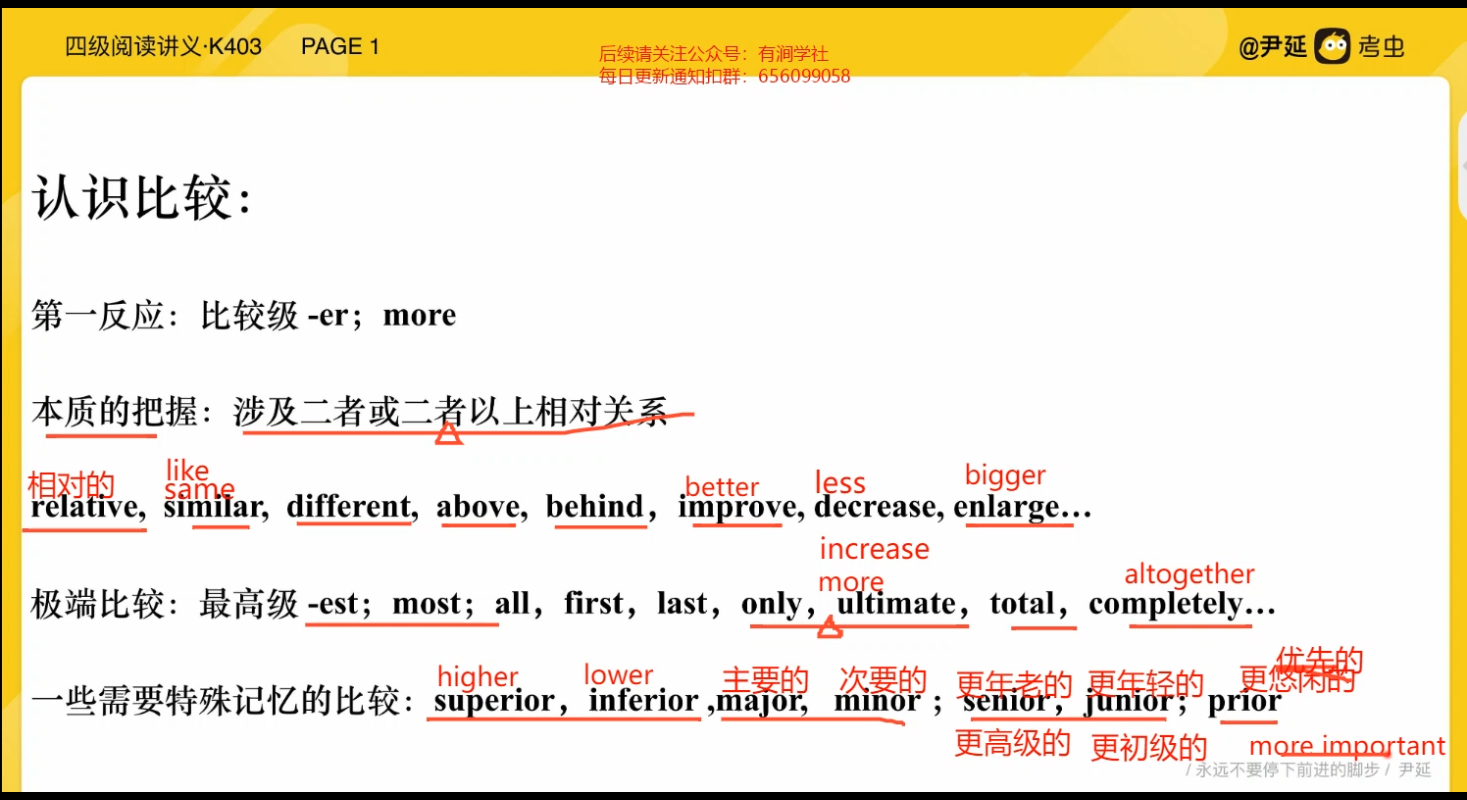 四级阅读讲义·K403 PAGE 1
后续请关注公众号：有涧学社
每日更新通知扣群：656099058
@尹延 考虫
认识比较：
第一反应：比较级 -er；more
本质的把握：涉及二者或二者以上相对关系
相对的 like same better less bigger
relative, similar, different, above, behind, improve, decrease, enlarge…
increase
more altogether
极端比较：最高级 -est；most；all，first，last，only，ultimate，total，completely…
higher lower 主要的 次要的 更年老的 更年轻的 更悠闲的 优先的
一些需要特殊记忆的比较：superior，inferior ,major, minor；senior，junior；prior
更高级的 更初级的 more important
/ 永远不要停下前进的脚步 / 尹延